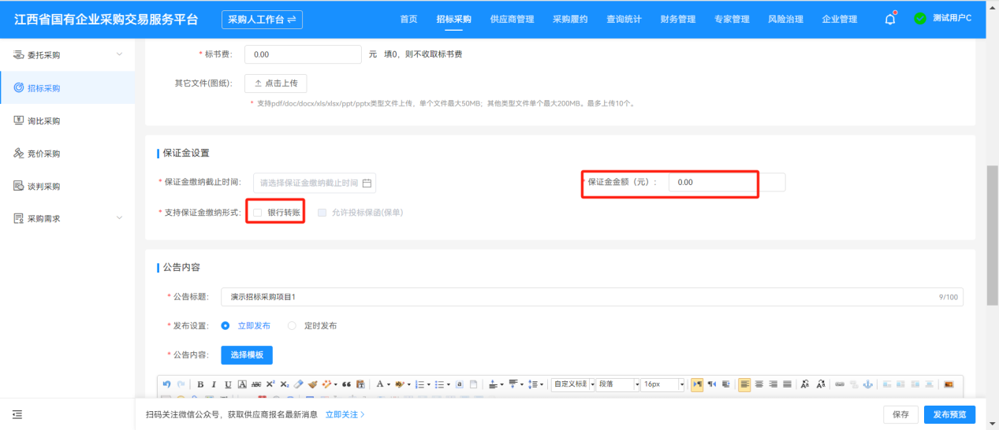 江西省国有企业采购交易服务平台 采购人工作台 首页 招标采购 供应商管理 采购履约 查询统计 财务管理 专家管理 风险治理 企业管理 测试用户C
委托采购
招标采购
询比采购
竞价采购
谈判采购
采购需求
* 标书费: 0.00 元 填0，则不收取标书费
其它文件(图纸): 点击上传
* 支持pdf/doc/docx/xls/xlsx/ppt/pptx类型文件上传，单个文件最大50MB；其他类型文件单个最大200MB。最多上传10个。
保证金设置
* 保证金缴纳截止时间: 请选择保证金缴纳截止时间 * 保证金金额（元）: 0.00
* 支持保证金缴纳形式: 银行转账 允许投标保函(保单)
公告内容
* 公告标题: 演示招标采购项目1 9/100
* 发布设置: 立即发布 定时发布
* 公告内容: 选择模板
B I U A ABC X² X₂ A 自定义标题 段落 16px
扫码关注微信公众号，获取供应商报名最新消息 立即关注 保存 发布预览